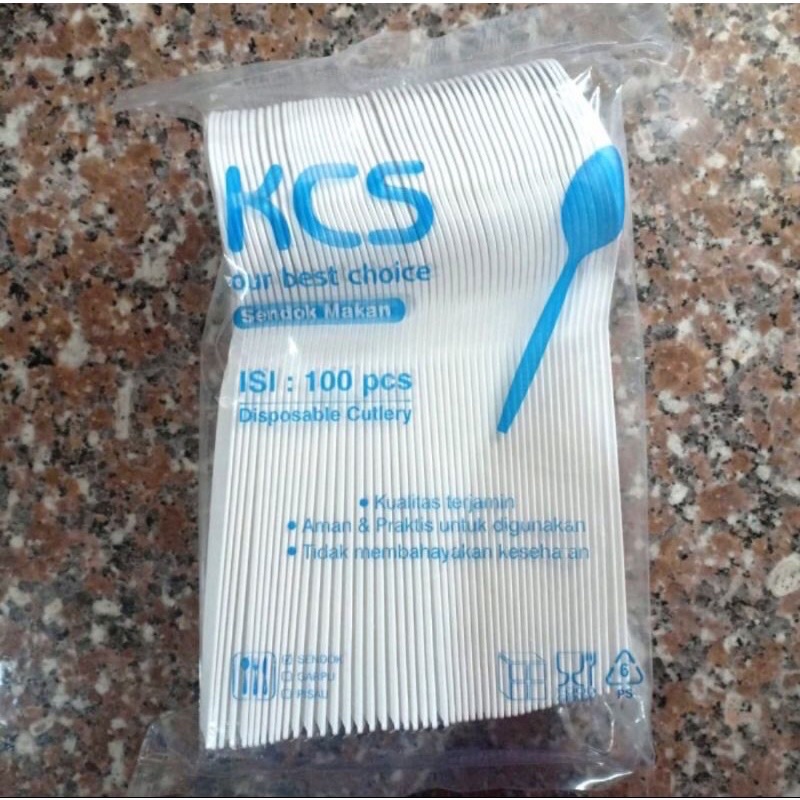 KCS
our best choice
Sendok Makan
ISI : 100 pcs
Disposable Cutlery
• Kualitas terjamin
• Aman & Praktis untuk digunakan
• Tidak membahayakan kesehatan
SENDOK
GARPU
PISAU
FOOD
6
PS